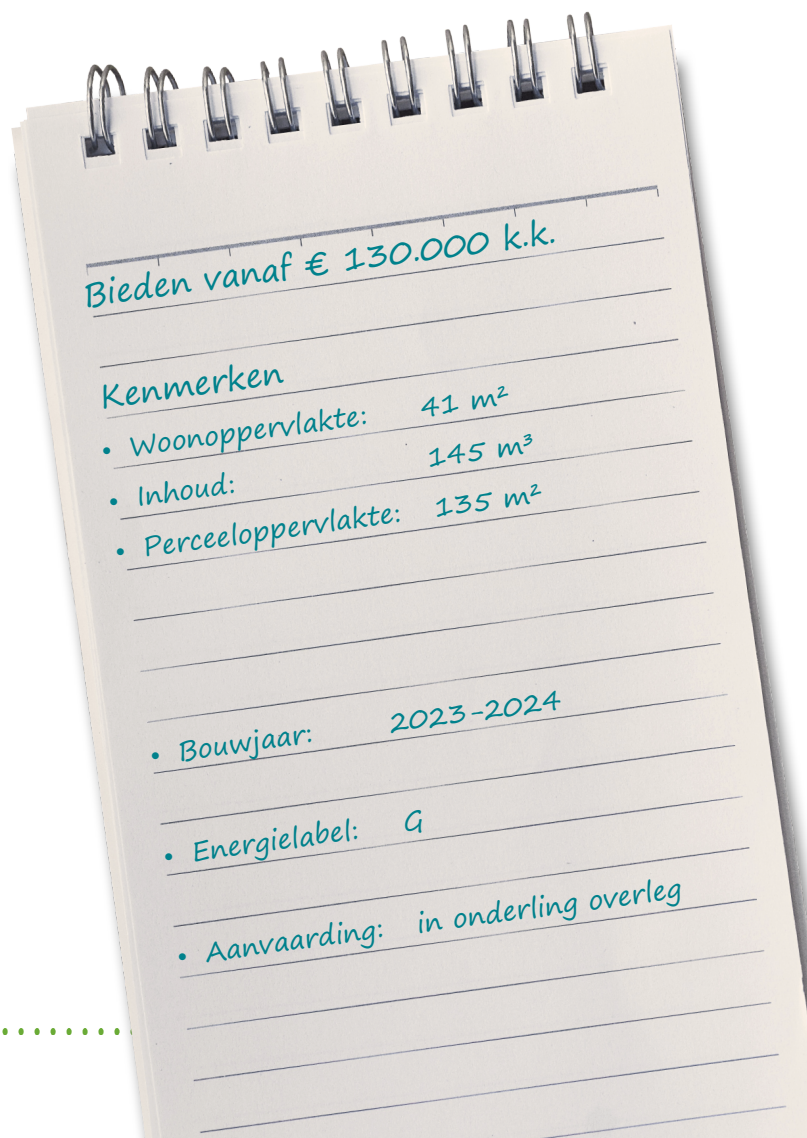 Bieden vanaf € 130.000 k.k.
Kenmerken
• Woonoppervlakte: 41 m²
• Inhoud: 145 m³
• Perceeloppervlakte: 135 m²
• Bouwjaar: 2023-2024
• Energielabel: G
• Aanvaarding: in onderling overleg